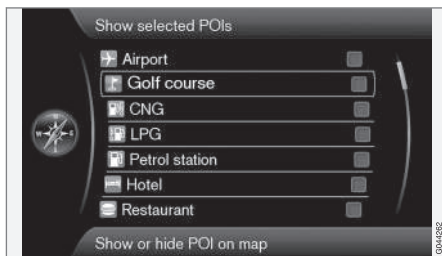 Show selected POIs
Airport
Golf course
CNG
LPG
Petrol station
Hotel
Restaurant
Show or hide POI on map
G044262